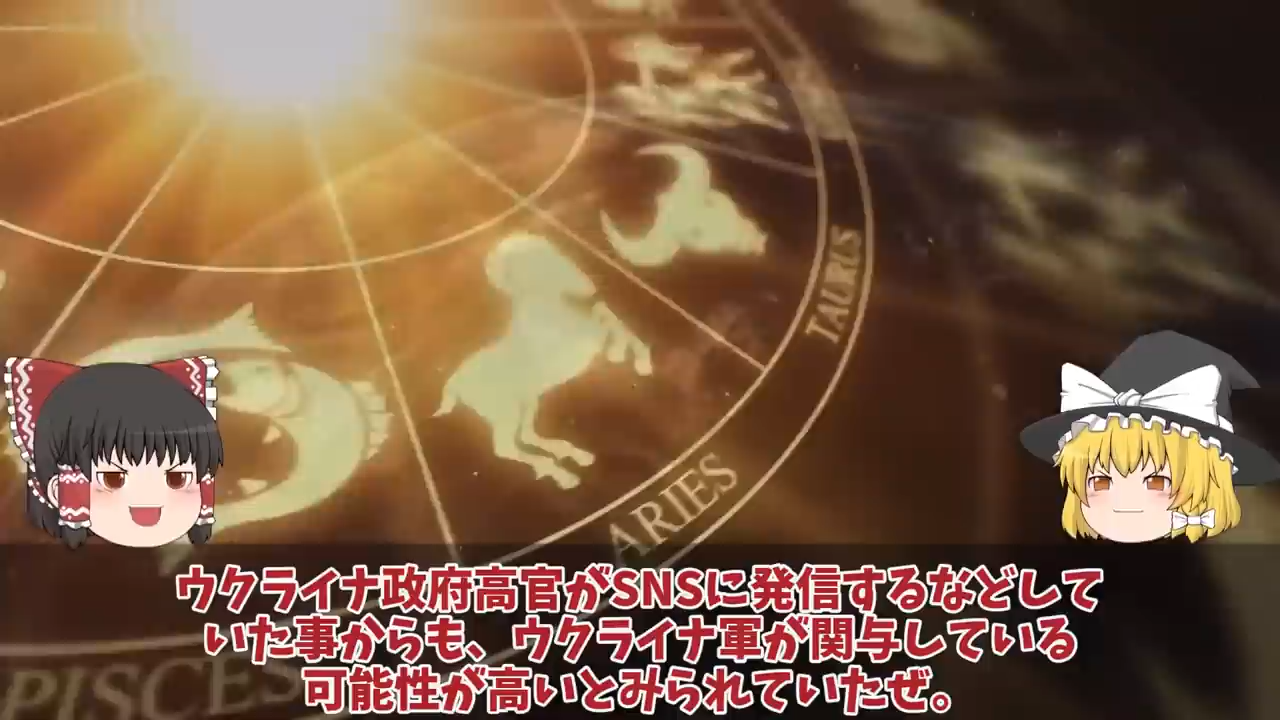 TAURUS
ARIES
PISCES
ウクライナ政府高官がSNSに発信するなどして
いた事からも、ウクライナ軍が関与している
可能性が高いとみられていたぜ。